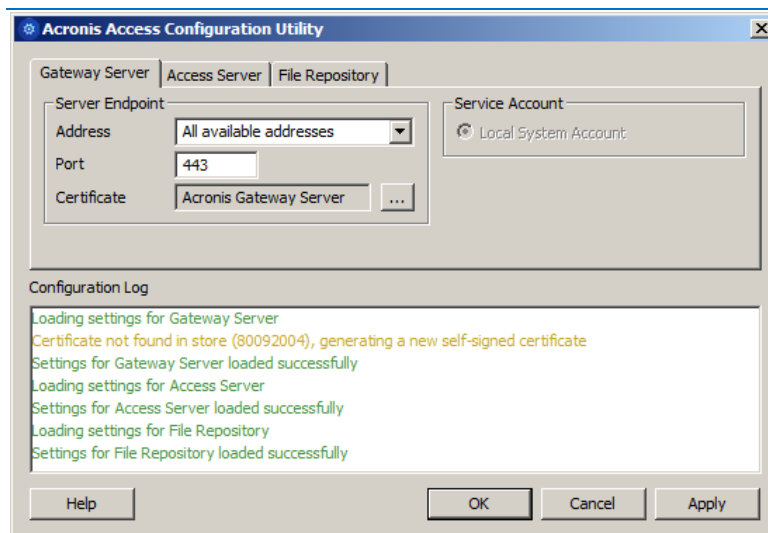 Acronis Access Configuration Utility
Gateway Server Access Server File Repository
Server Endpoint
Address All available addresses
Port 443
Certificate Acronis Gateway Server ...
Service Account
Local System Account
Configuration Log
Loading settings for Gateway Server
Certificate not found in store (80092004), generating a new self-signed certificate
Settings for Gateway Server loaded successfully
Loading settings for Access Server
Settings for Access Server loaded successfully
Loading settings for File Repository
Settings for File Repository loaded successfully
Help OK Cancel Apply